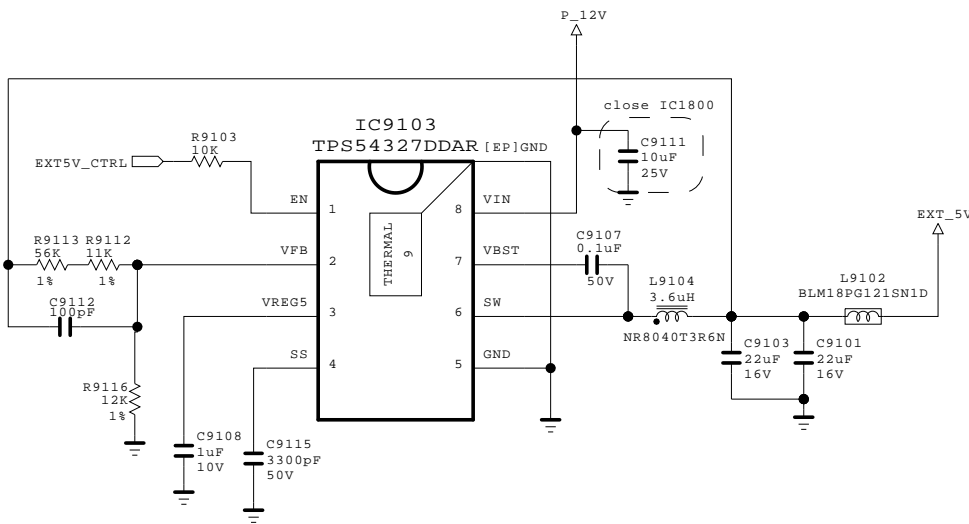 P_12V
close IC1800
C9111
10uF
25V
IC9103
TPS54327DDAR
[EP]GND
R9103
10K
EXT5V_CTRL
EN
1
8
VIN
THERMAL
9
EXT_5V
R9113
56K
1%
R9112
11K
1%
VFB
2
7
VBST
C9107
0.1uF
50V
L9104
3.6uH
NR8040T3R6N
L9102
BLM18PG121SN1D
C9112
100pF
VREG5
3
6
SW
SS
4
5
GND
C9103
22uF
16V
C9101
22uF
16V
R9116
12K
1%
C9108
1uF
10V
C9115
3300pF
50V